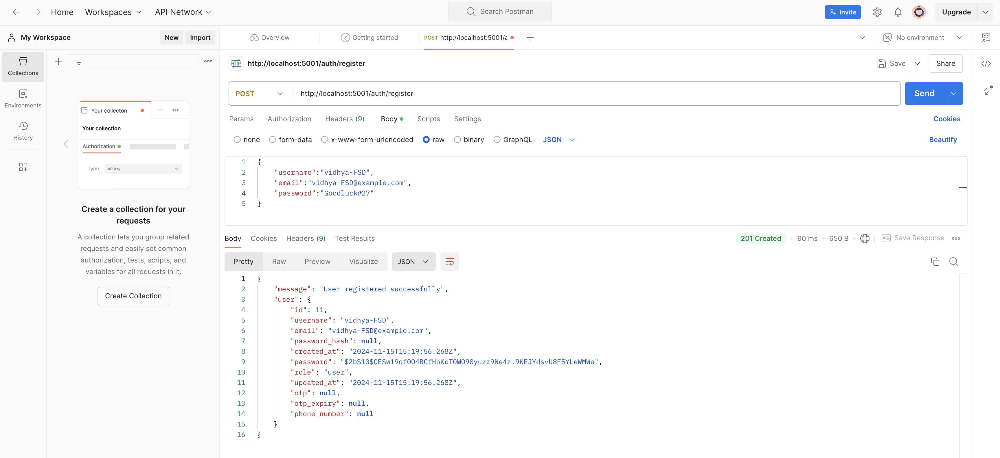 Home Workspaces API Network Search Postman Invite Upgrade
My Workspace New Import Overview Getting started POST http://localhost:5001/a No environment
Collections
Environments
History
Your collecton
Your collection
Authorization
Type API Key
Create a collection for your
requests
A collection lets you group related
requests and easily set common
authorization, tests, scripts, and
variables for all requests in it.
Create Collection
HTTP http://localhost:5001/auth/register Save Share
POST http://localhost:5001/auth/register Send
Params Authorization Headers (9) Body Scripts Settings Cookies
none form-data x-www-form-urlencoded raw binary GraphQL JSON Beautify
1 {
2 "username":"vidhya-FSD",
3 "email":"vidhya-FSD@example.com",
4 "password":"Goodluck#27"
5 }
Body Cookies Headers (9) Test Results 201 Created • 90 ms • 650 B • e.g. Save Response
Pretty Raw Preview Visualize JSON
1 {
2 "message": "User registered successfully",
3 "user": {
4 "id": 11,
5 "username": "vidhya-FSD",
6 "email": "vidhya-FSD@example.com",
7 "password_hash": null,
8 "created_at": "2024-11-15T15:19:56.268Z",
9 "password": "$2b$10$QESw19of0O4BCfHnKcT0WO90yuzz9Ne4z.9KEJYdsvU8F5YLeWMWe",
10 "role": "user",
11 "updated_at": "2024-11-15T15:19:56.268Z",
12 "otp": null,
13 "otp_expiry": null,
14 "phone_number": null
15 }
16 }